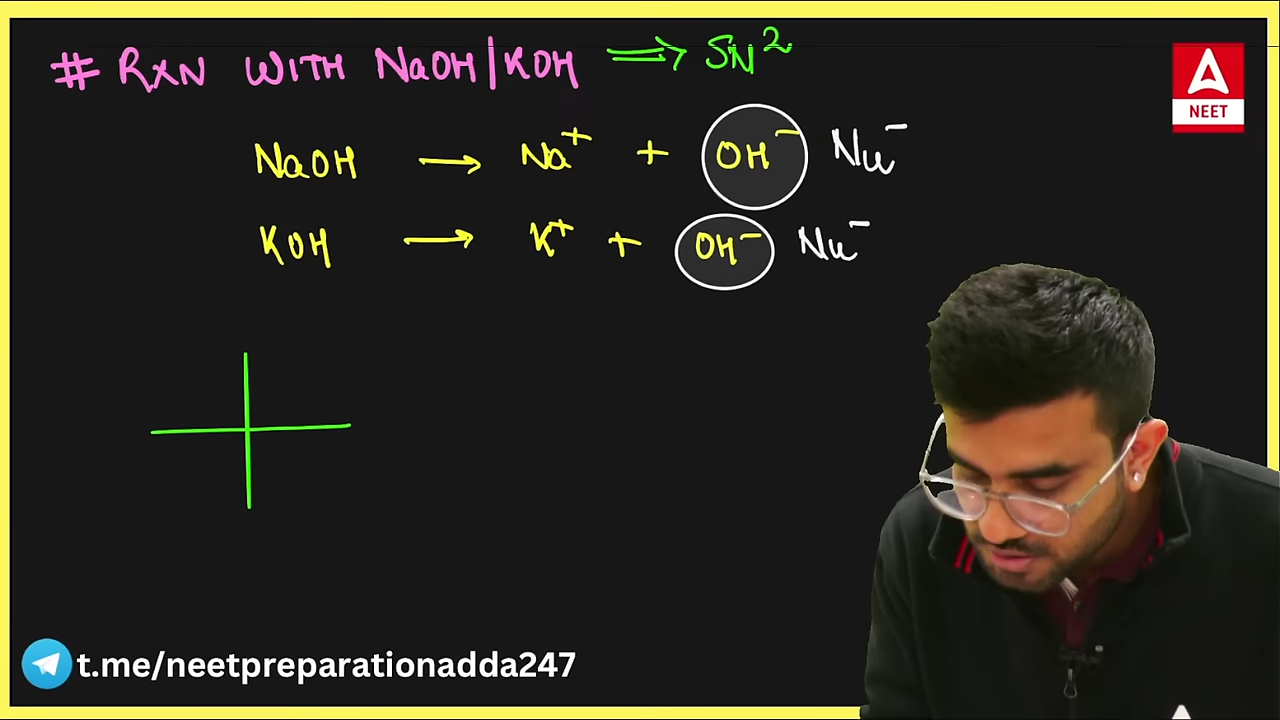 # RXN WITH NaOH/KOH ⇒ SN²
NEET
NaOH → Na⁺ + OH⁻ Nu⁻
KOH → K⁺ + OH⁻ Nu⁻
t.me/neetpreparationadda247